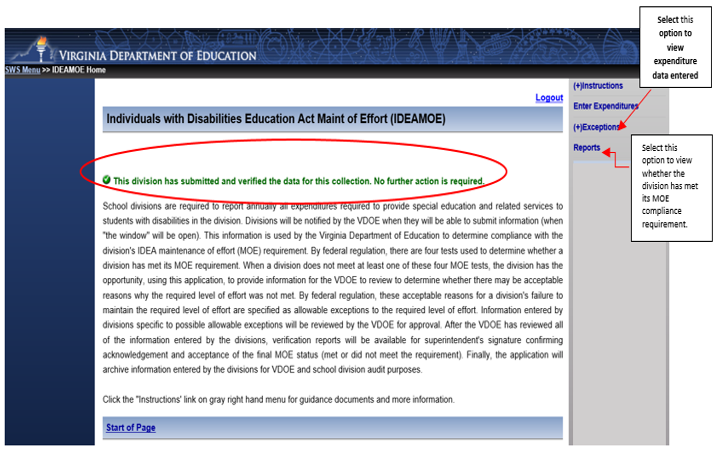 Select this
option to
view
expenditure
data entered
VIRGINIA DEPARTMENT OF EDUCATION
SWS Menu >> IDEAMOE Home
Logout
(+)Instructions
Enter Expenditures
(+)Exceptions
Reports
Select this
option to view
whether the
division has met
its MOE
compliance
requirement.
Individuals with Disabilities Education Act Maint of Effort (IDEAMOE)
This division has submitted and verified the data for this collection. No further action is required.
School divisions are required to report annually all expenditures required to provide special education and related services to
students with disabilities in the division. Divisions will be notified by the VDOE when they will be able to submit information (when
"the window" will be open). This information is used by the Virginia Department of Education to determine compliance with the
division's IDEA maintenance of effort (MOE) requirement. By federal regulation, there are four tests used to determine whether a
division has met its MOE requirement. When a division does not meet at least one of these four MOE tests, the division has the
opportunity, using this application, to provide information for the VDOE to review to determine whether there may be acceptable
reasons why the required level of effort was not met. By federal regulation, these acceptable reasons for a division's failure to
maintain the required level of effort are specified as allowable exceptions to the required level of effort. Information entered by
divisions specific to possible allowable exceptions will be reviewed by the VDOE for approval. After the VDOE has reviewed all
of the information entered by the divisions, verification reports will be available for superintendent's signature confirming
acknowledgement and acceptance of the final MOE status (met or did not meet the requirement). Finally, the application will
archive information entered by the divisions for VDOE and school division audit purposes.
Click the "Instructions' link on gray right hand menu for guidance documents and more information.
Start of Page